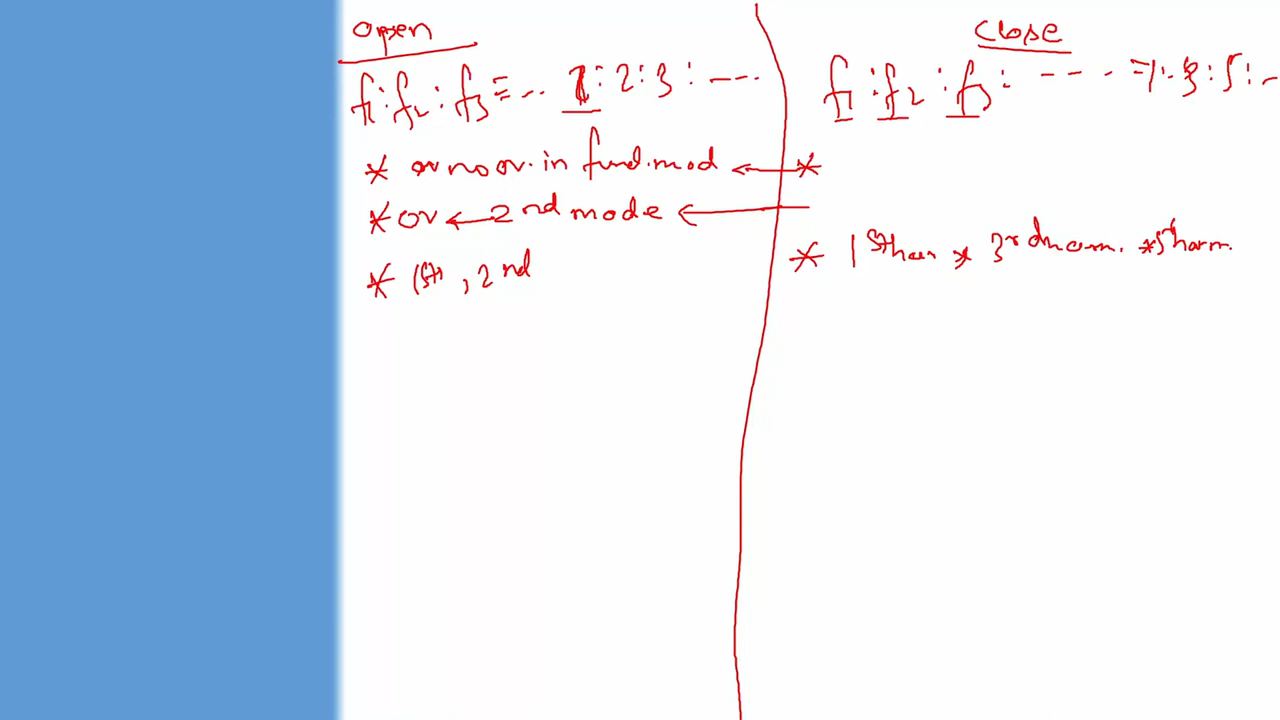 open
f1 : f2 : f3 = ... 1 : 2 : 3 : ---.
* ov no ov. in fund. mod ←
* ov ← 2nd mode ←
* 1st, 2nd
Close
f1 : f2 : f3 : ---. = 1 : 3 : 5 : -
*
* 1st har * 3rd harm. * 5th harm.